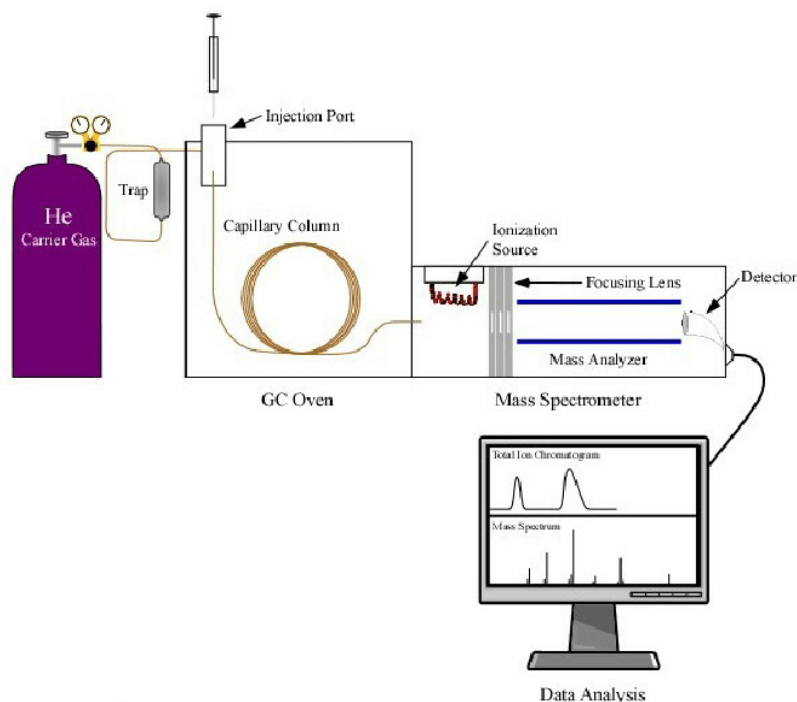 Injection Port
Trap
He
Carrier Gas
Capillary Column
Ionization
Source
Focusing Lens
Detector
Mass Analyzer
GC Oven
Mass Spectrometer
Total Ion Chromatogram
Mass Spectrum
Data Analysis